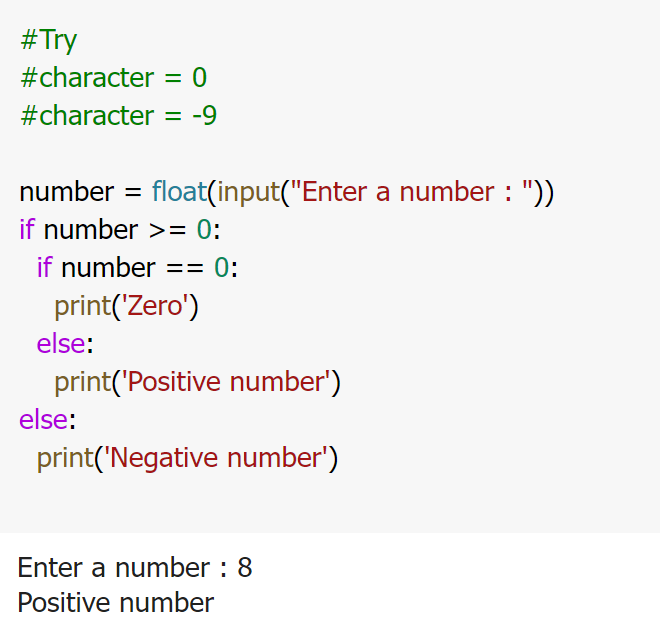 #Try
#character = 0
#character = -9
number = float(input("Enter a number : "))
if number >= 0:
  if number == 0:
    print('Zero')
  else:
    print('Positive number')
else:
  print('Negative number')
Enter a number : 8
Positive number